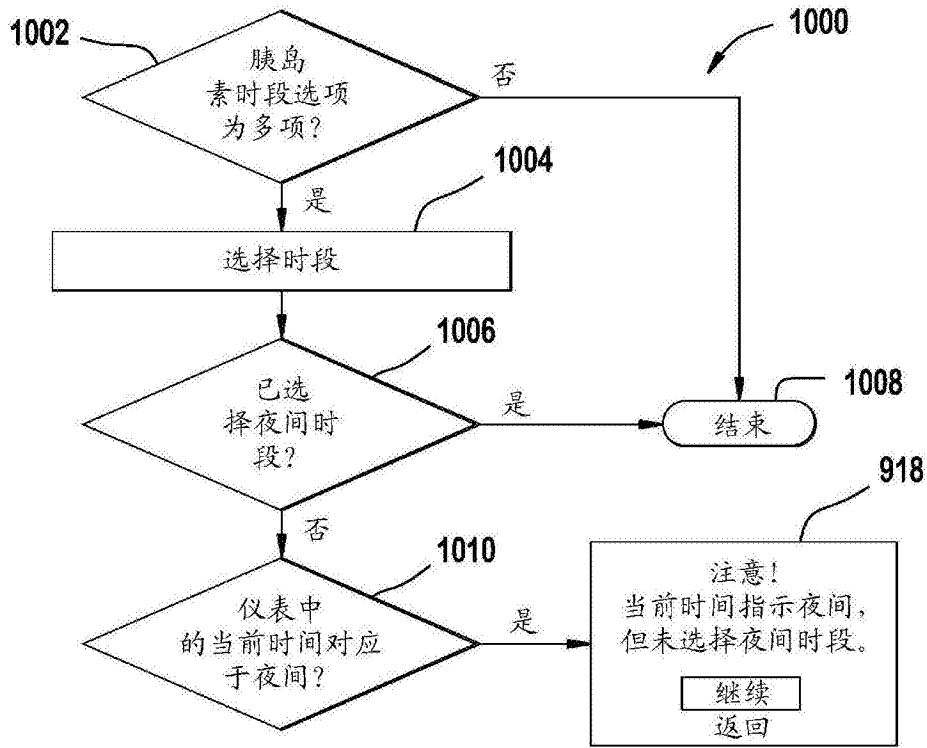 1002
1000
胰岛
素时段选项
为多项？
否
是
1004
选择时段
1006
已选
择夜间时
段？
是
1008
结束
否
918
1010
仪表中
的当前时间对应
于夜间？
是
注意！
当前时间指示夜间，
但未选择夜间时段。
继续
返回